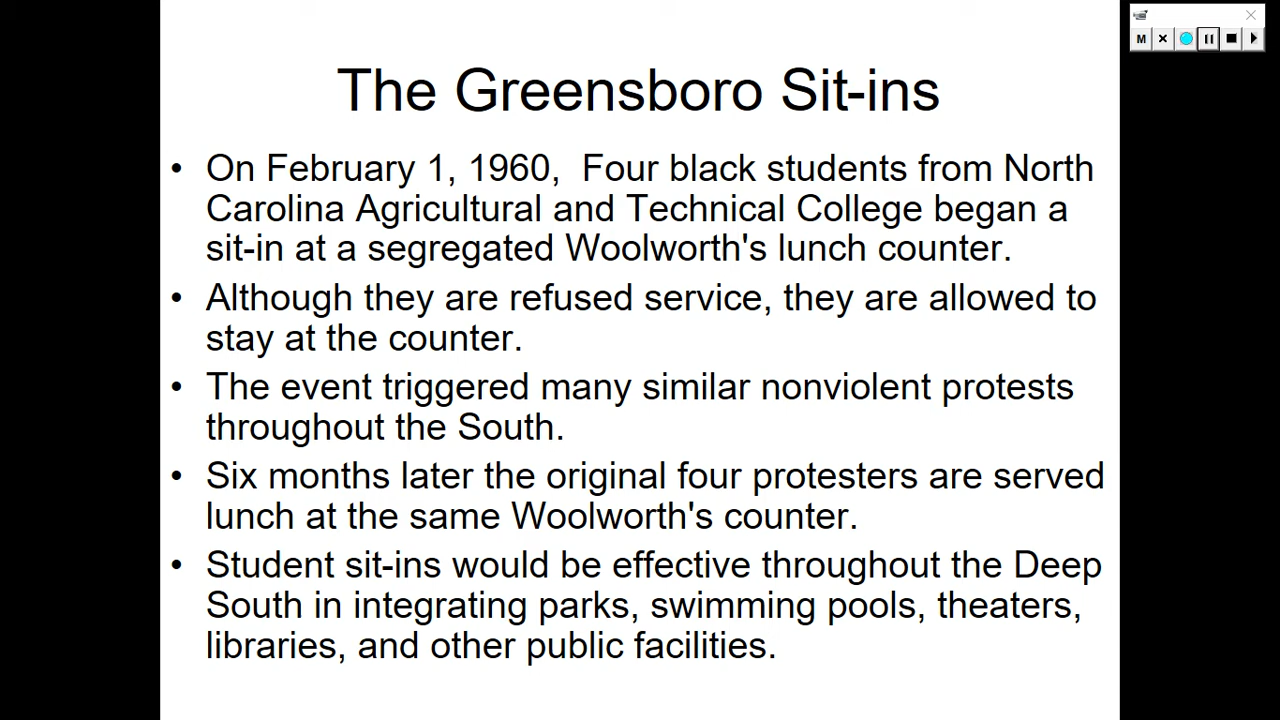 The Greensboro Sit-ins
• On February 1, 1960,  Four black students from North
Carolina Agricultural and Technical College began a
sit-in at a segregated Woolworth's lunch counter.
• Although they are refused service, they are allowed to
stay at the counter.
• The event triggered many similar nonviolent protests
throughout the South.
• Six months later the original four protesters are served
lunch at the same Woolworth's counter.
• Student sit-ins would be effective throughout the Deep
South in integrating parks, swimming pools, theaters,
libraries, and other public facilities.
M